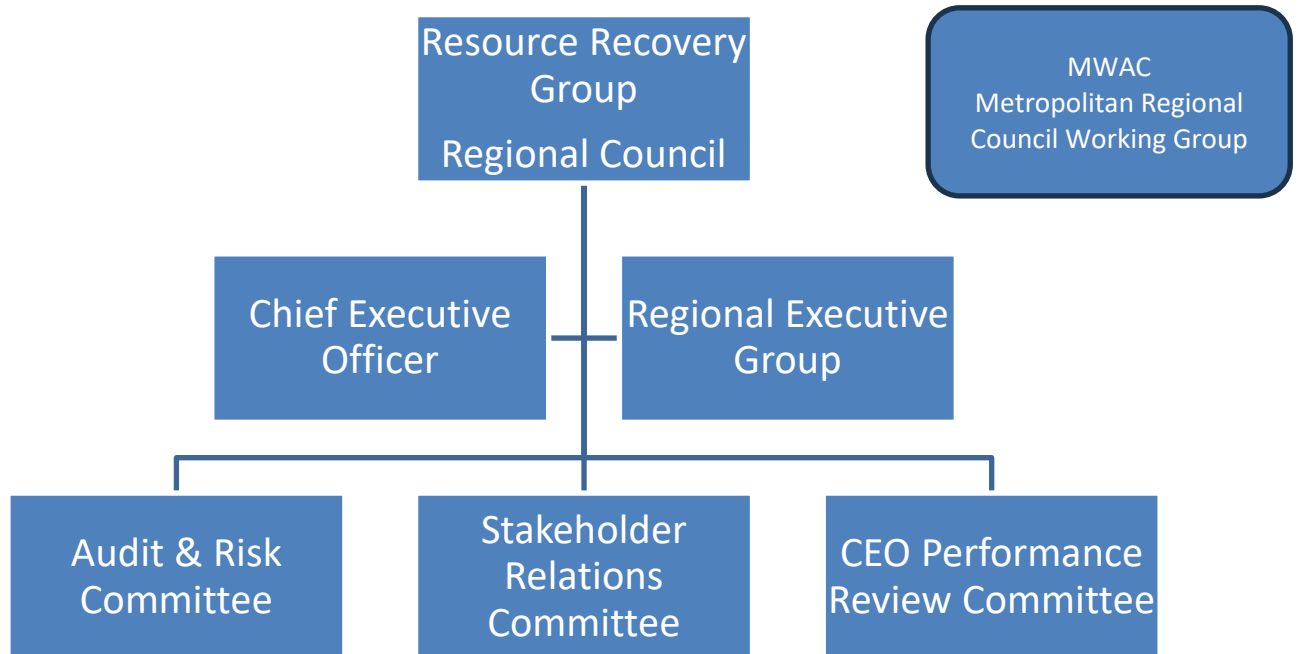 Resource Recovery
Group
Regional Council
MWAC
Metropolitan Regional
Council Working Group
Chief Executive
Officer
Regional Executive
Group
Audit & Risk
Committee
Stakeholder
Relations
Committee
CEO Performance
Review Committee